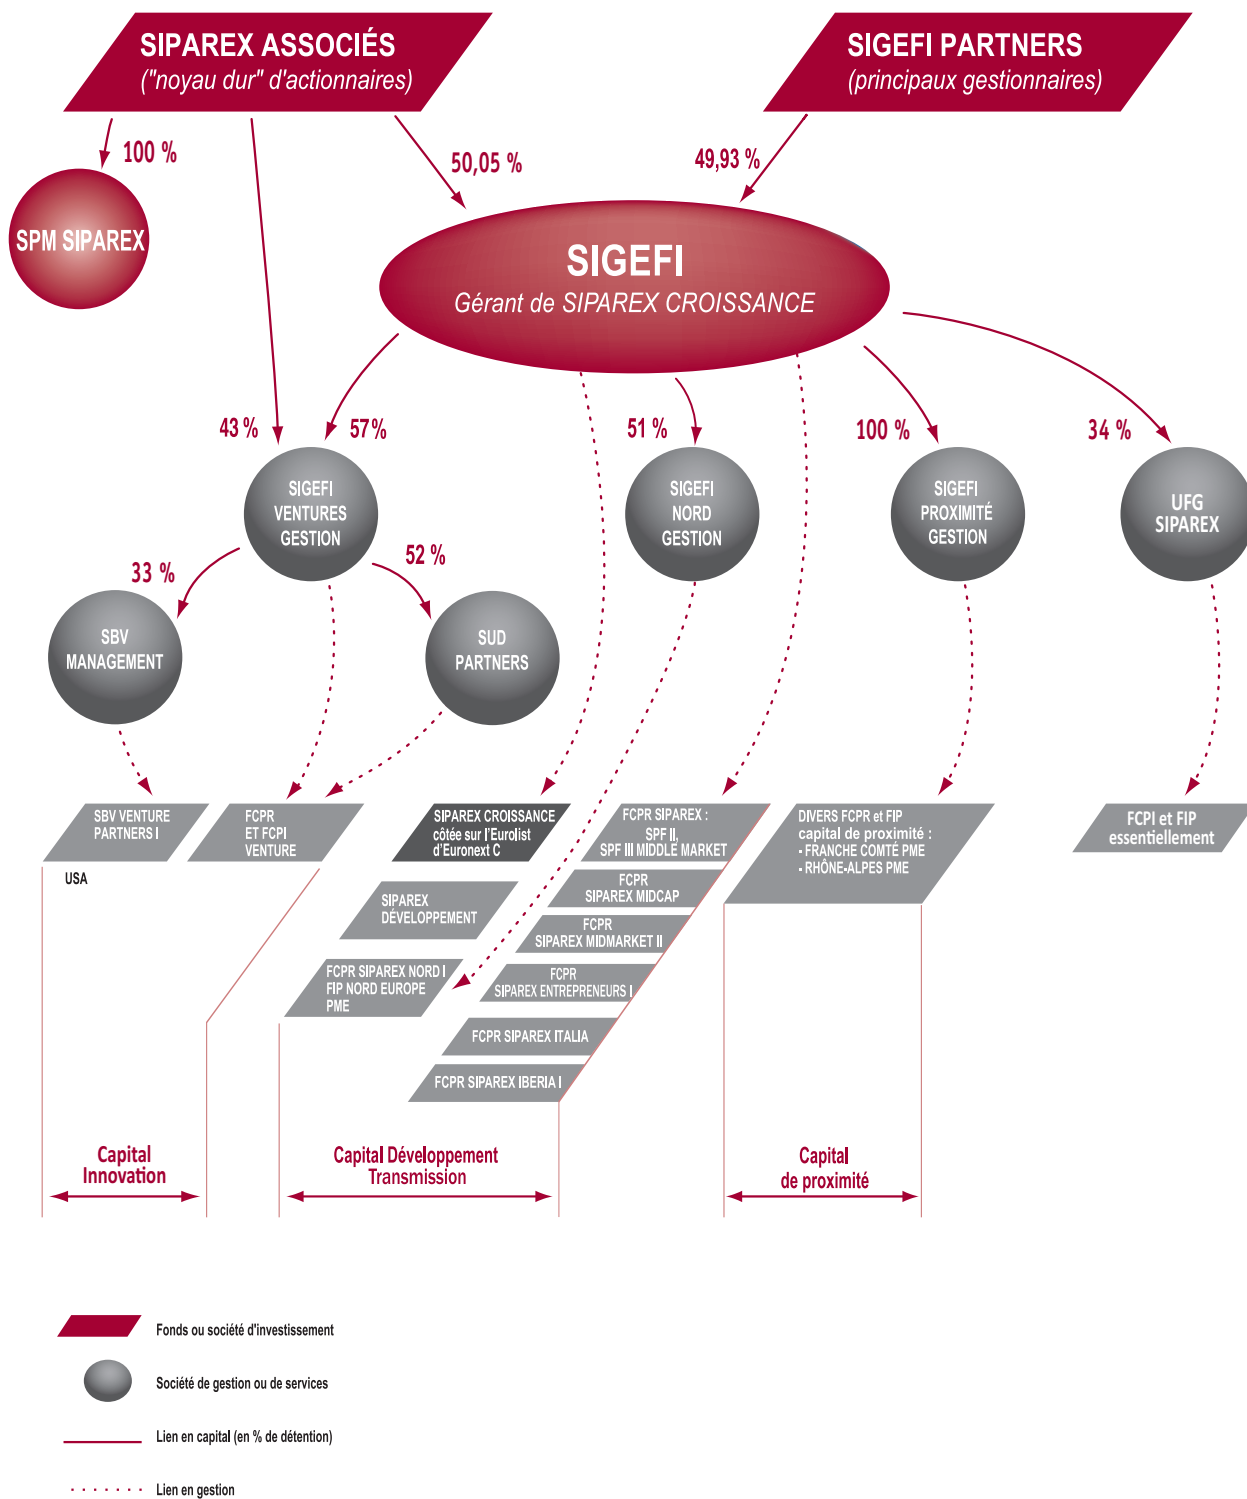 SIPAREX ASSOCIÉS
("noyau dur" d'actionnaires)
SIGEFI PARTNERS
(principaux gestionnaires)
100 %
50,05 %
49,93 %
SPM SIPAREX
SIGEFI
Gérant de SIPAREX CROISSANCE
43 %
57%
51 %
100 %
34 %
SIGEFI
VENTURES
GESTION
SIGEFI
NORD
GESTION
SIGEFI
PROXIMITÉ
GESTION
UFG
SIPAREX
33 %
52 %
SBV
MANAGEMENT
SUD
PARTNERS
SBV VENTURE
PARTNERS I
USA
FCPR
ET FCPI
VENTURE
SIPAREX CROISSANCE
côtée sur l'Eurolist
d'Euronext C
SIPAREX
DÉVELOPPEMENT
FCPR SIPAREX NORD I
FIP NORD EUROPE
PME
FCPR SIPAREX :
SPF II,
SPF III MIDDLE MARKET
FCPR
SIPAREX MIDCAP
FCPR
SIPAREX MIDMARKET II
FCPR
SIPAREX ENTREPRENEURS I
FCPR SIPAREX ITALIA
FCPR SIPAREX IBERIA I
DIVERS FCPR et FIP
capital de proximité :
- FRANCHE COMTÉ PME
- RHÔNE-ALPES PME
FCPI et FIP
essentiellement
Capital
Innovation
Capital Développement
Transmission
Capital
de proximité
Fonds ou société d'investissement
Société de gestion ou de services
Lien en capital (en % de détention)
Lien en gestion